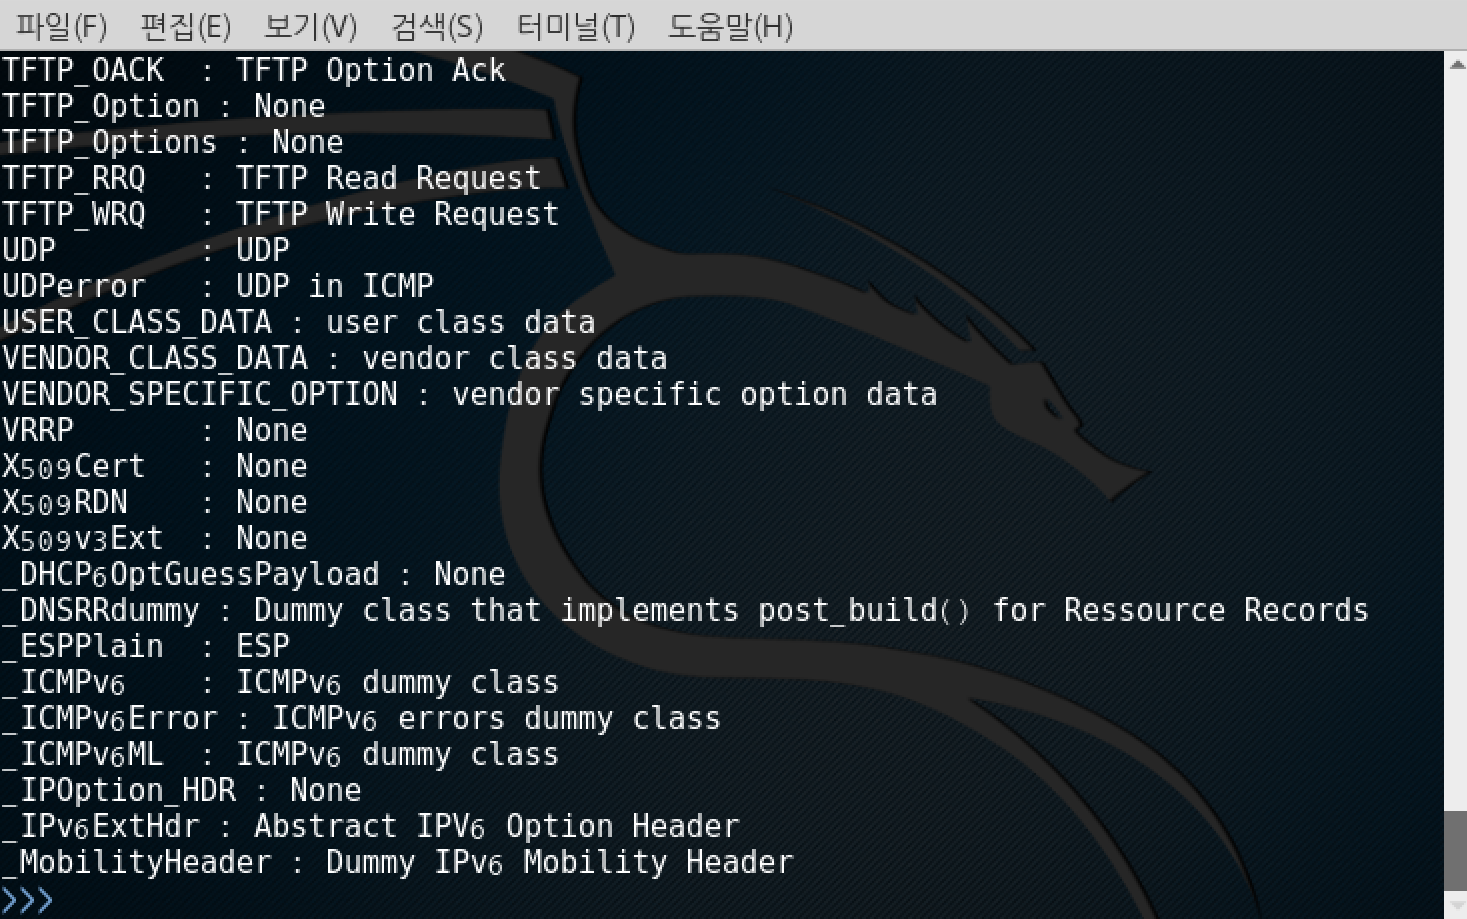 파일(F) 편집(E) 보기(V) 검색(S) 터미널(T) 도움말(H)
TFTP_OACK  : TFTP Option Ack
TFTP_Option : None
TFTP_Options : None
TFTP_RRQ   : TFTP Read Request
TFTP_WRQ   : TFTP Write Request
UDP        : UDP
UDPerror   : UDP in ICMP
USER_CLASS_DATA : user class data
VENDOR_CLASS_DATA : vendor class data
VENDOR_SPECIFIC_OPTION : vendor specific option data
VRRP       : None
X509Cert   : None
X509RDN    : None
X509v3Ext  : None
_DHCP6OptGuessPayload : None
_DNSRRdummy : Dummy class that implements post_build() for Ressource Records
_ESPPlain  : ESP
_ICMPv6    : ICMPv6 dummy class
_ICMPv6Error : ICMPv6 errors dummy class
_ICMPv6ML  : ICMPv6 dummy class
_IPOption_HDR : None
_IPv6ExtHdr : Abstract IPV6 Option Header
_MobilityHeader : Dummy IPv6 Mobility Header
>>>